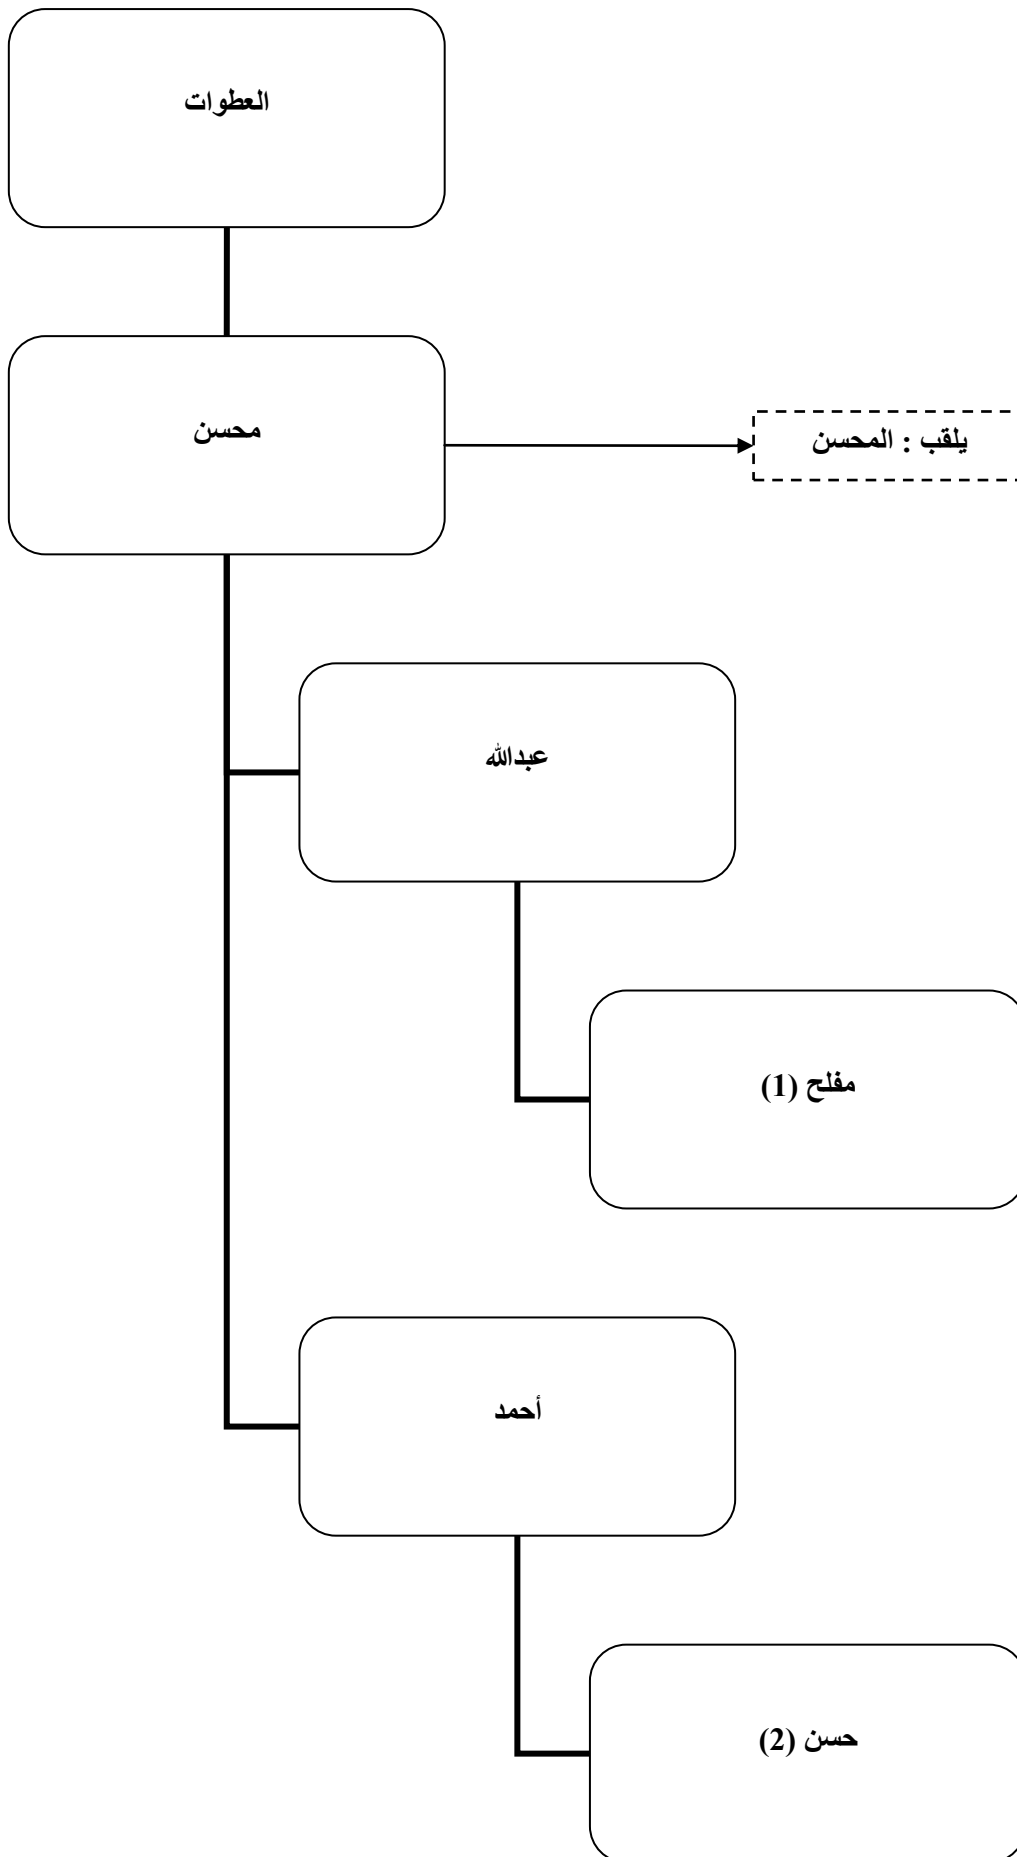 العطوات
محسن
يلقب : المحسن
عبدالله
مفلح (1)
أحمد
حسن (2)